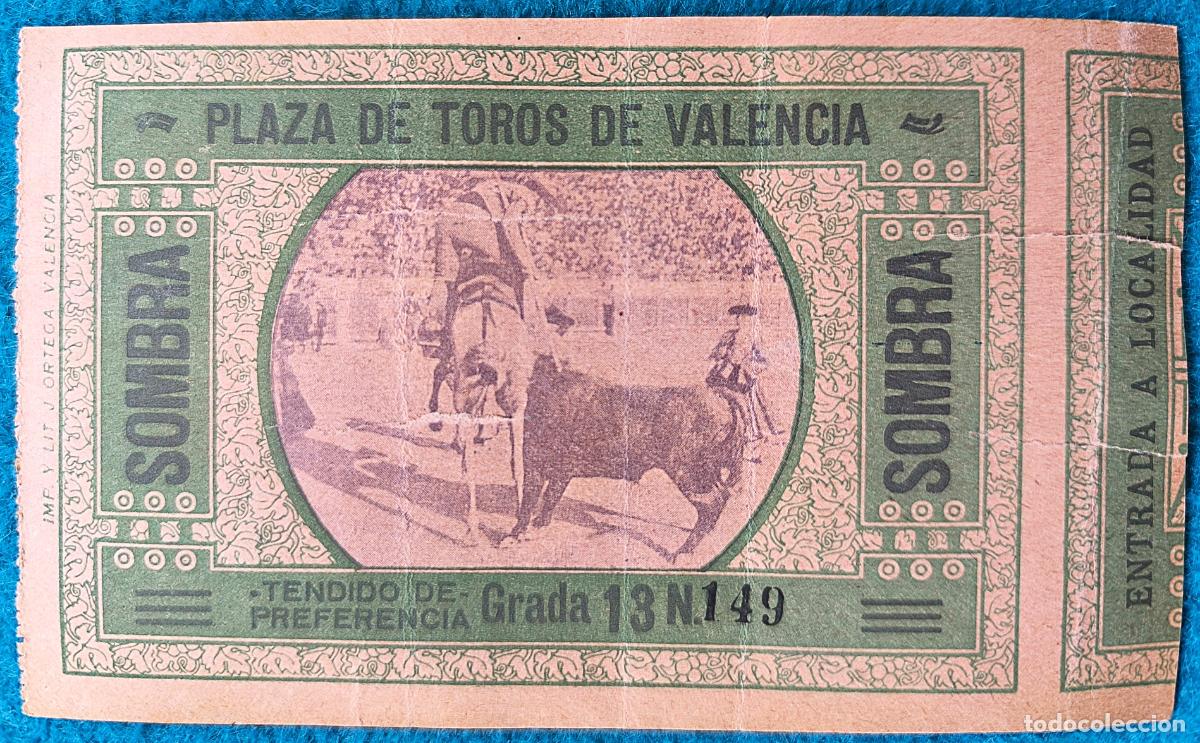 PLAZA DE TOROS DE VALENCIA
SOMBRA
SOMBRA
·TENDIDO DE-
PREFERENCIA Grada 13 N. 149
IMP. Y LIT J ORTEGA VALENCIA
ENTRADA A LOCALIDAD
todocoleccion